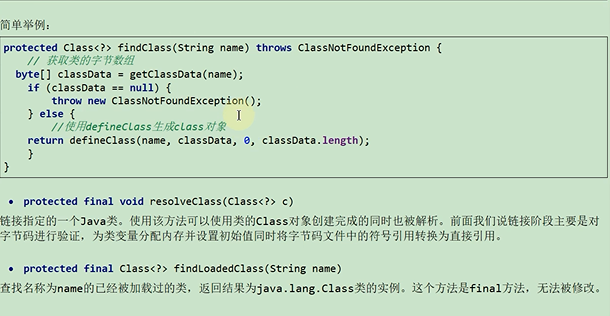 简单举例：
protected Class<?> findClass(String name) throws ClassNotFoundException {
// 获取类的字节数组
byte[] classData = getClassData(name);
if (classData == null) {
throw new ClassNotFoundException();
} else {
//使用defineClass生成class对象
return defineClass(name, classData, 0, classData.length);
}
}
• protected final void resolveClass(Class<?> c)
链接指定的一个Java类。使用该方法可以使用类的Class对象创建完成的同时也被解析。前面我们说链接阶段主要是对
字节码进行验证，为类变量分配内存并设置初始值同时将字节码文件中的符号引用转换为直接引用。
• protected final Class<?> findLoadedClass(String name)
查找名称为name的已经被加载过的类，返回结果为java.lang.Class类的实例。这个方法是final方法，无法被修改。